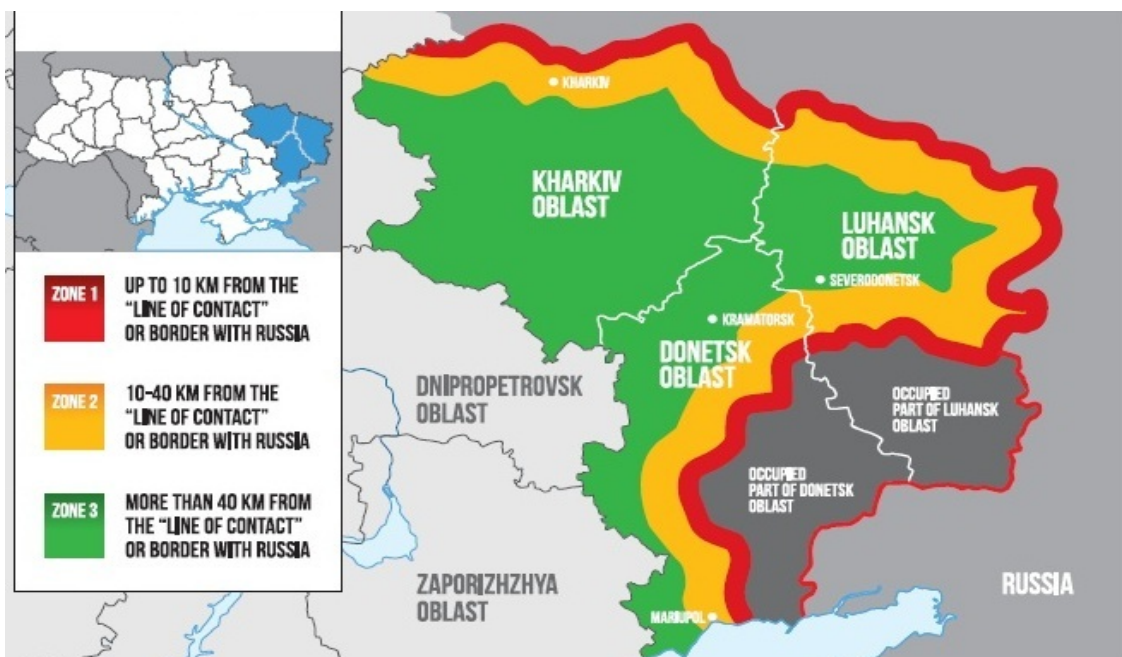 ZONE 1
UP TO 10 KM FROM THE
“LINE OF CONTACT”
OR BORDER WITH RUSSIA
ZONE 2
10-40 KM FROM THE
“LINE OF CONTACT”
OR BORDER WITH RUSSIA
ZONE 3
MORE THAN 40 KM FROM
THE “LINE OF CONTACT”
OR BORDER WITH RUSSIA
KHARKIV
KHARKIV
OBLAST
LUHANSK
OBLAST
SEVERODONETSK
KRAMATORSK
DONETSK
OBLAST
DNIPROPETROVSK
OBLAST
OCCUPIED
PART OF LUHANSK
OBLAST
OCCUPIED
PART OF DONETSK
OBLAST
ZAPORIZHZHYA
OBLAST
RUSSIA
MARIUPOL